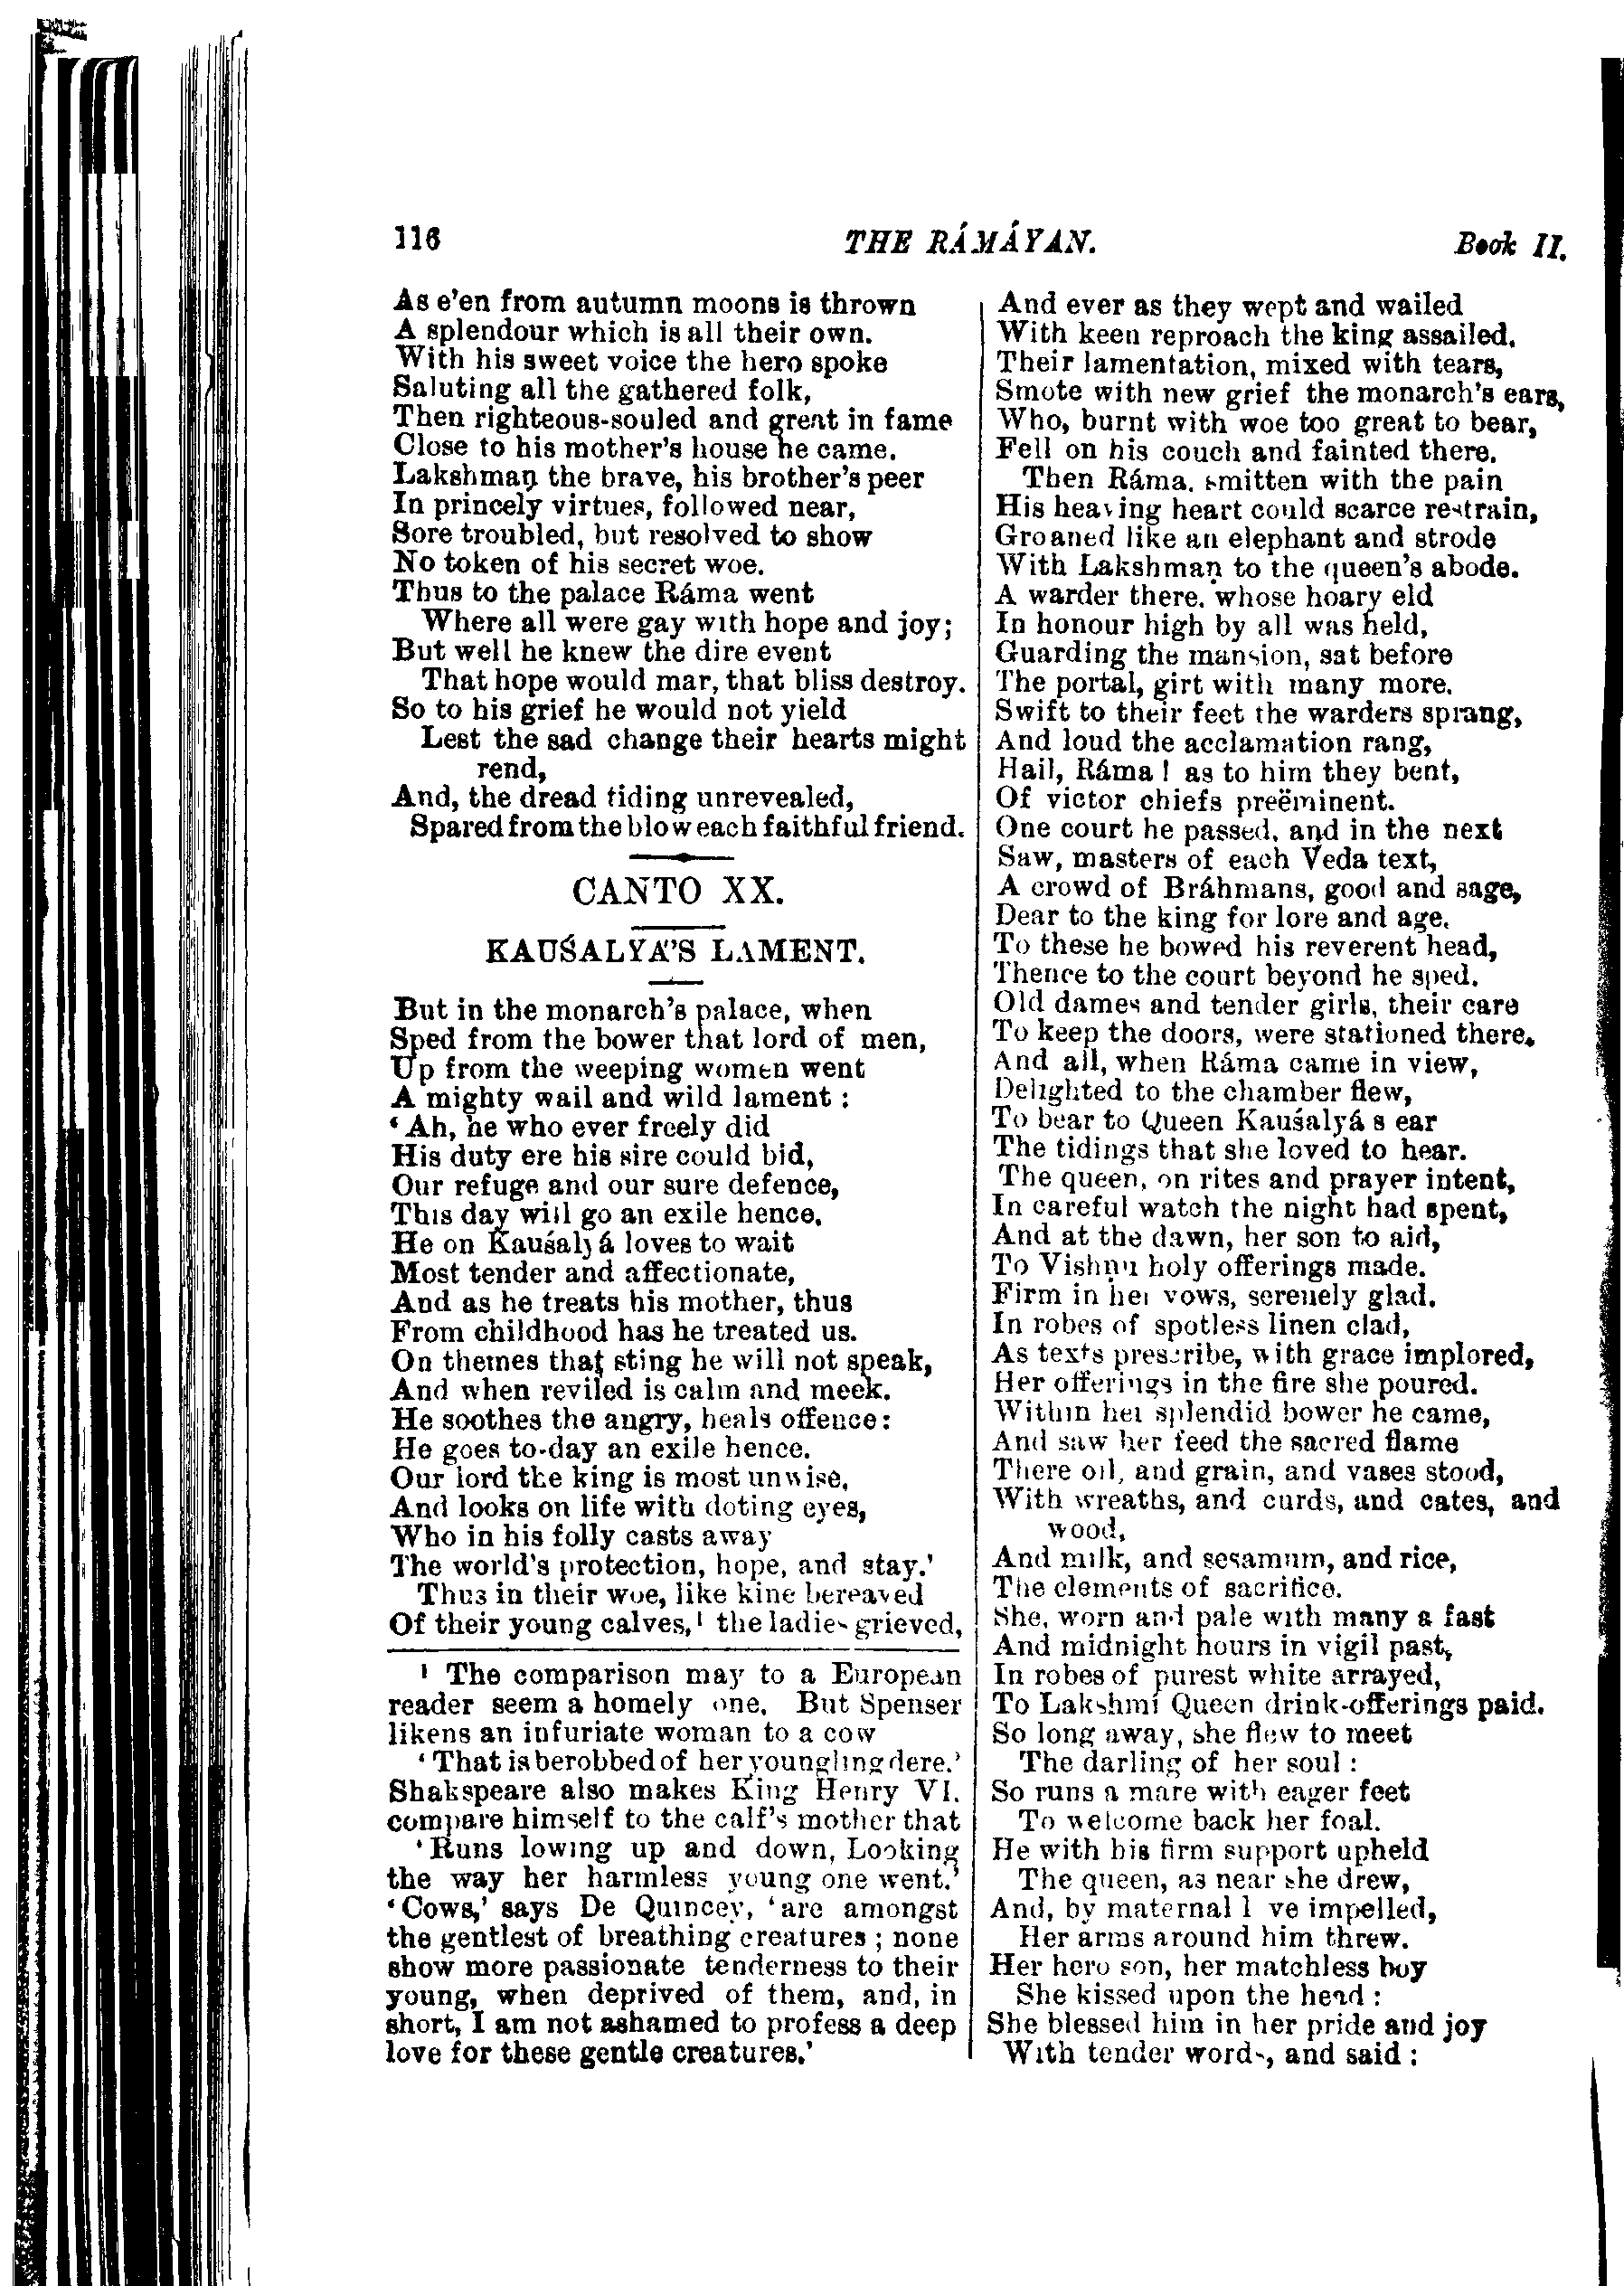 116 THE RÁMÁYAN. Book II.
As e'en from autumn moons is thrown
A splendour which is all their own.
With his sweet voice the hero spoke
Saluting all the gathered folk,
Then righteous-souled and great in fame
Close to his mother's house he came.
Lakshmaṇ the brave, his brother's peer
In princely virtues, followed near,
Sore troubled, but resolved to show
No token of his secret woe.
Thus to the palace Ráma went
Where all were gay with hope and joy;
But well he knew the dire event
That hope would mar, that bliss destroy.
So to his grief he would not yield
Lest the sad change their hearts might
rend,
And, the dread tiding unrevealed,
Spared from the blow each faithful friend.
CANTO XX.
KAUŚALYÁ'S LAMENT.
But in the monarch's palace, when
Sped from the bower that lord of men,
Up from the weeping women went
A mighty wail and wild lament :
‘Ah, he who ever freely did
His duty ere his sire could bid,
Our refuge and our sure defence,
This day will go an exile hence.
He on Kauśalyá loves to wait
Most tender and affectionate,
And as he treats his mother, thus
From childhood has he treated us.
On themes that sting he will not speak,
And when reviled is calm and meek.
He soothes the angry, heals offence:
He goes to-day an exile hence.
Our lord the king is most unwise,
And looks on life with doting eyes,
Who in his folly casts away
The world's protection, hope, and stay.'
Thus in their woe, like kine bereaved
Of their young calves,¹ the ladies grieved,
¹ The comparison may to a European
reader seem a homely one. But Spenser
likens an infuriate woman to a cow
‘That is berobbed of her youngling dere.’
Shakspeare also makes King Henry VI.
compare himself to the calf's mother that
‘Runs lowing up and down, Looking
the way her harmless young one went.’
‘Cows,’ says De Quincey, ‘are amongst
the gentlest of breathing creatures ; none
show more passionate tenderness to their
young, when deprived of them, and, in
short, I am not ashamed to profess a deep
love for these gentle creatures.’
And ever as they wept and wailed
With keen reproach the king assailed.
Their lamentation, mixed with tears,
Smote with new grief the monarch's ears,
Who, burnt with woe too great to bear,
Fell on his couch and fainted there.
Then Ráma, smitten with the pain
His heaving heart could scarce restrain,
Groaned like an elephant and strode
With Lakshmaṇ to the queen's abode.
A warder there, whose hoary eld
In honour high by all was held,
Guarding the mansion, sat before
The portal, girt with many more.
Swift to their feet the warders sprang,
And loud the acclamation rang,
Hail, Ráma ! as to him they bent,
Of victor chiefs preëminent.
One court he passed, and in the next
Saw, masters of each Veda text,
A crowd of Bráhmans, good and sage,
Dear to the king for lore and age.
To these he bowed his reverent head,
Thence to the court beyond he sped.
Old dames and tender girls, their care
To keep the doors, were stationed there.
And all, when Ráma came in view,
Delighted to the chamber flew,
To bear to Queen Kauśalyá s ear
The tidings that she loved to hear.
The queen, on rites and prayer intent,
In careful watch the night had spent,
And at the dawn, her son to aid,
To Vishṇu holy offerings made.
Firm in her vows, serenely glad,
In robes of spotless linen clad,
As texts prescribe, with grace implored,
Her offerings in the fire she poured.
Within her splendid bower he came,
And saw her feed the sacred flame
There oil, and grain, and vases stood,
With wreaths, and curds, and cates, and
wood,
And milk, and sesamum, and rice,
The elements of sacrifice.
She, worn and pale with many a fast
And midnight hours in vigil past,
In robes of purest white arrayed,
To Lakshmí Queen drink-offerings paid.
So long away, she flew to meet
The darling of her soul :
So runs a mare with eager feet
To welcome back her foal.
He with his firm support upheld
The queen, as near she drew,
And, by maternal l ve impelled,
Her arms around him threw.
Her hero son, her matchless boy
She kissed upon the head :
She blessed him in her pride and joy
With tender words, and said :